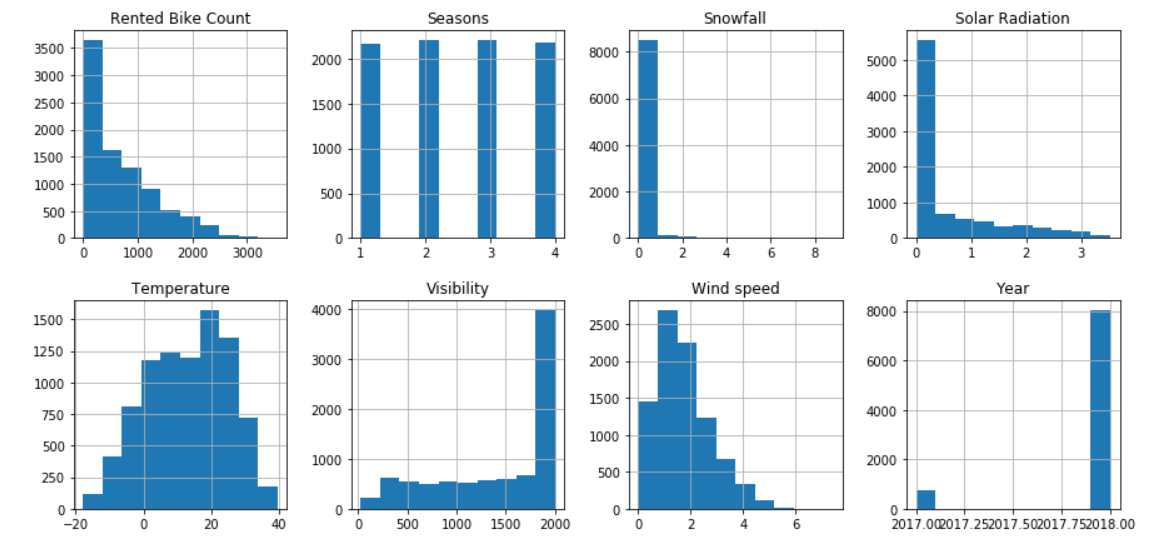 Rented Bike Count
3500
3000
2500
2000
1500
1000
500
0
0 1000 2000 3000
Seasons
2000
1500
1000
500
0
1 2 3 4
Snowfall
8000
6000
4000
2000
0
0 2 4 6 8
Solar Radiation
5000
4000
3000
2000
1000
0
0 1 2 3
Temperature
1500
1250
1000
750
500
250
0
−20 0 20 40
Visibility
4000
3000
2000
1000
0
0 500 1000 1500 2000
Wind speed
2500
2000
1500
1000
500
0
0 2 4 6
Year
8000
6000
4000
2000
0
2017.00 2017.25 2017.50 2017.75 2018.00